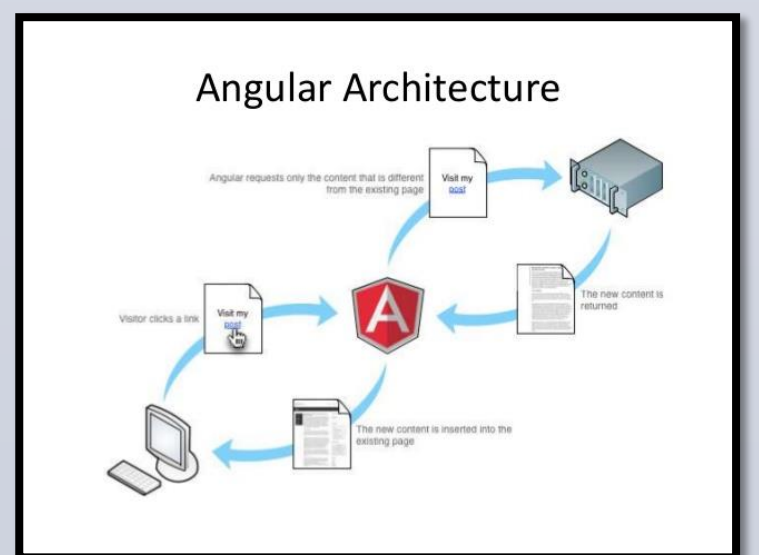 Angular Architecture
Angular requests only the content that is different
from the existing page
Visit my
post
The new content is
returned
Visitor clicks a link
Visit my
post
A
The new content is inserted into the
existing page